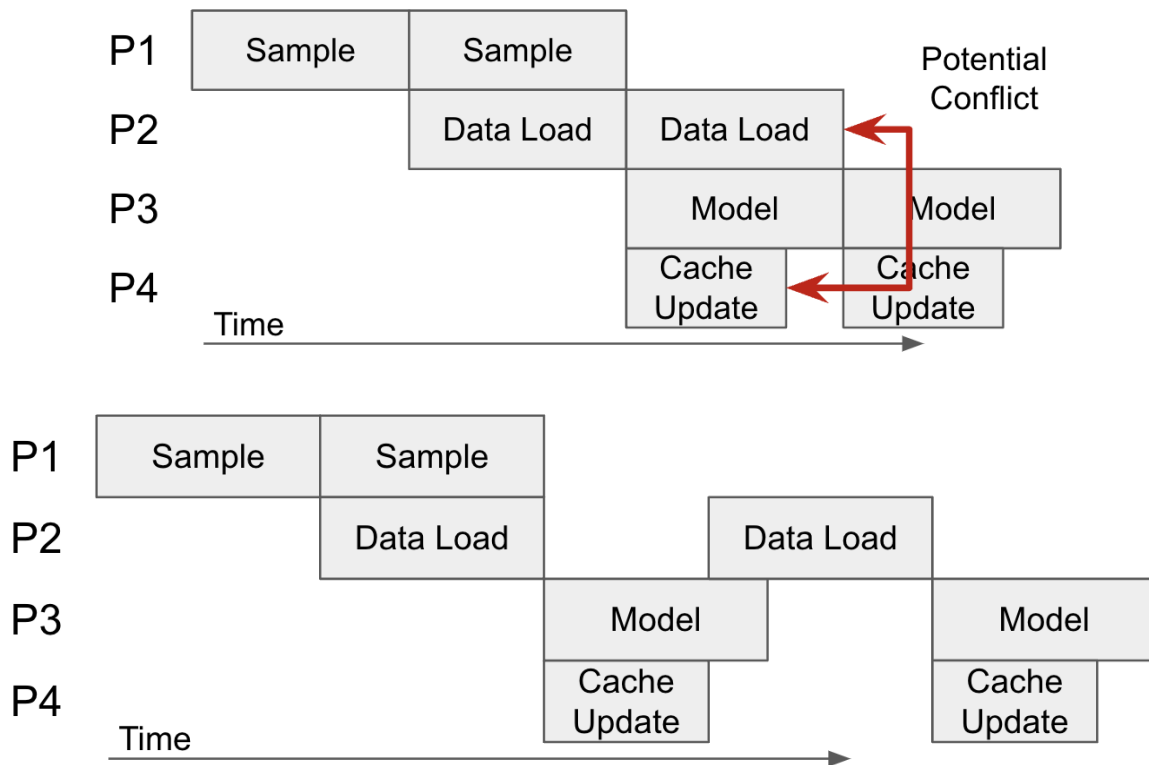 P1
Sample
Sample
Potential
Conflict
P2
Data Load
Data Load
P3
Model
Model
P4
Cache
Update
Cache
Update
Time
P1
Sample
Sample
P2
Data Load
Data Load
P3
Model
Model
P4
Cache
Update
Cache
Update
Time